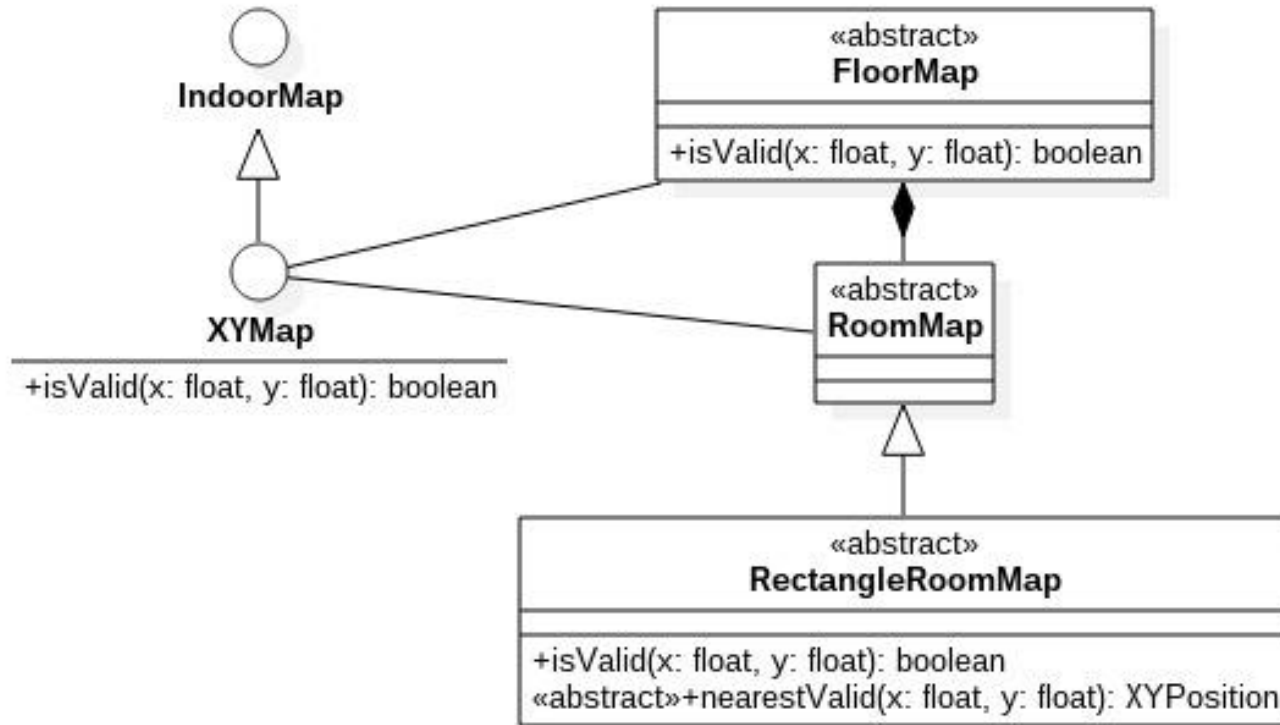 IndoorMap
XYMap
+isValid(x: float, y: float): boolean
«abstract»
FloorMap
+isValid(x: float, y: float): boolean
«abstract»
RoomMap
«abstract»
RectangleRoomMap
+isValid(x: float, y: float): boolean
«abstract»+nearestValid(x: float, y: float): XYPosition